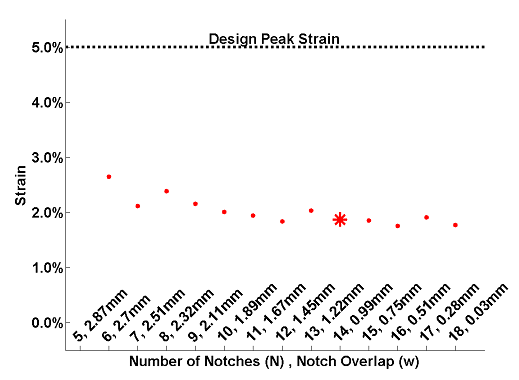 Design Peak Strain
5.0%
4.0%
3.0%
2.0%
1.0%
0.0%
Strain
5, 2.87mm
6, 2.7mm
7, 2.51mm
8, 2.32mm
9, 2.11mm
10, 1.89mm
11, 1.67mm
12, 1.45mm
13, 1.22mm
14, 0.99mm
15, 0.75mm
16, 0.51mm
17, 0.28mm
18, 0.03mm
Number of Notches (N) , Notch Overlap (w)